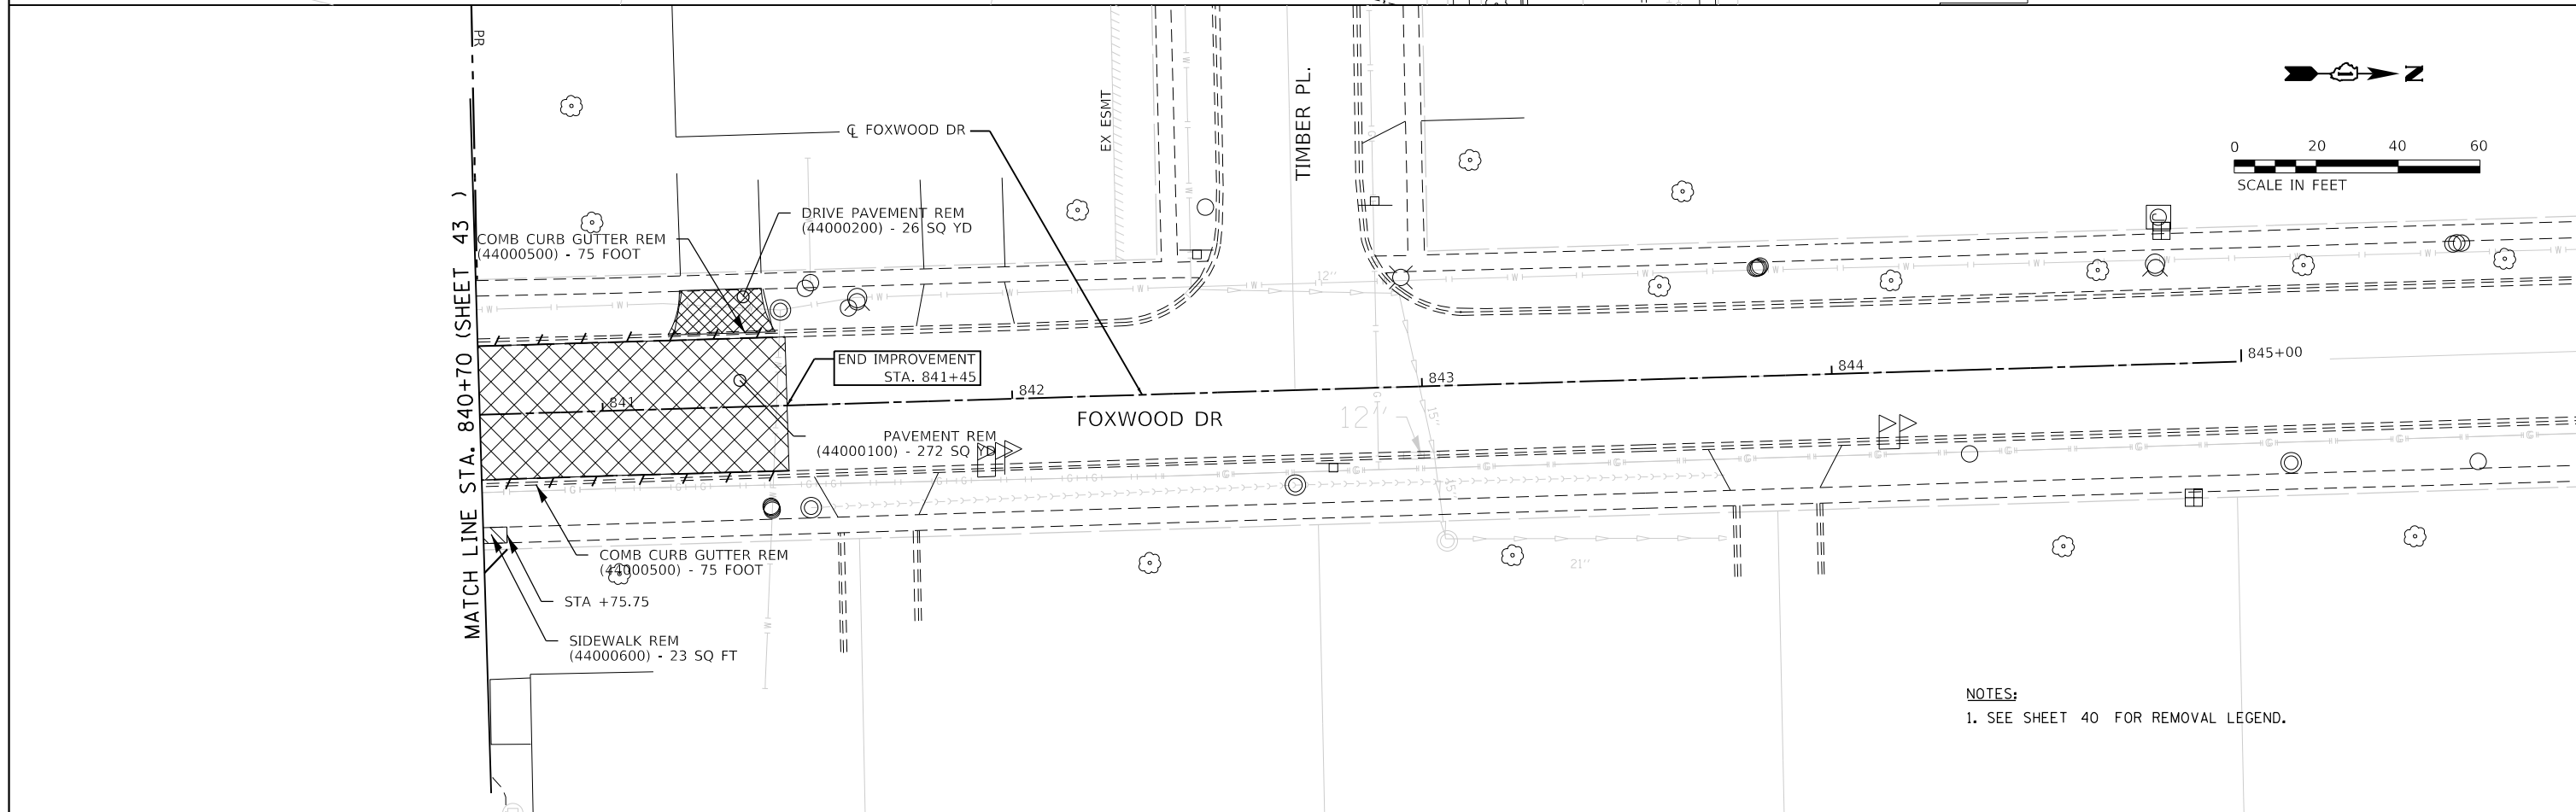 PR
MATCH LINE STA. 840+70 (SHEET 43 )
℄ FOXWOOD DR
EX ESMT
TIMBER PL.
N
0 20 40 60
SCALE IN FEET
DRIVE PAVEMENT REM
(44000200) - 26 SQ YD
COMB CURB GUTTER REM
(44000500) - 75 FOOT
END IMPROVEMENT
STA. 841+45
841
842
843
844
845+00
FOXWOOD DR
12''
12''
15''
15''
21''
PAVEMENT REM
(44000100) - 272 SQ YD
COMB CURB GUTTER REM
(44000500) - 75 FOOT
STA +75.75
SIDEWALK REM
(44000600) - 23 SQ FT
NOTES:
1. SEE SHEET 40 FOR REMOVAL LEGEND.